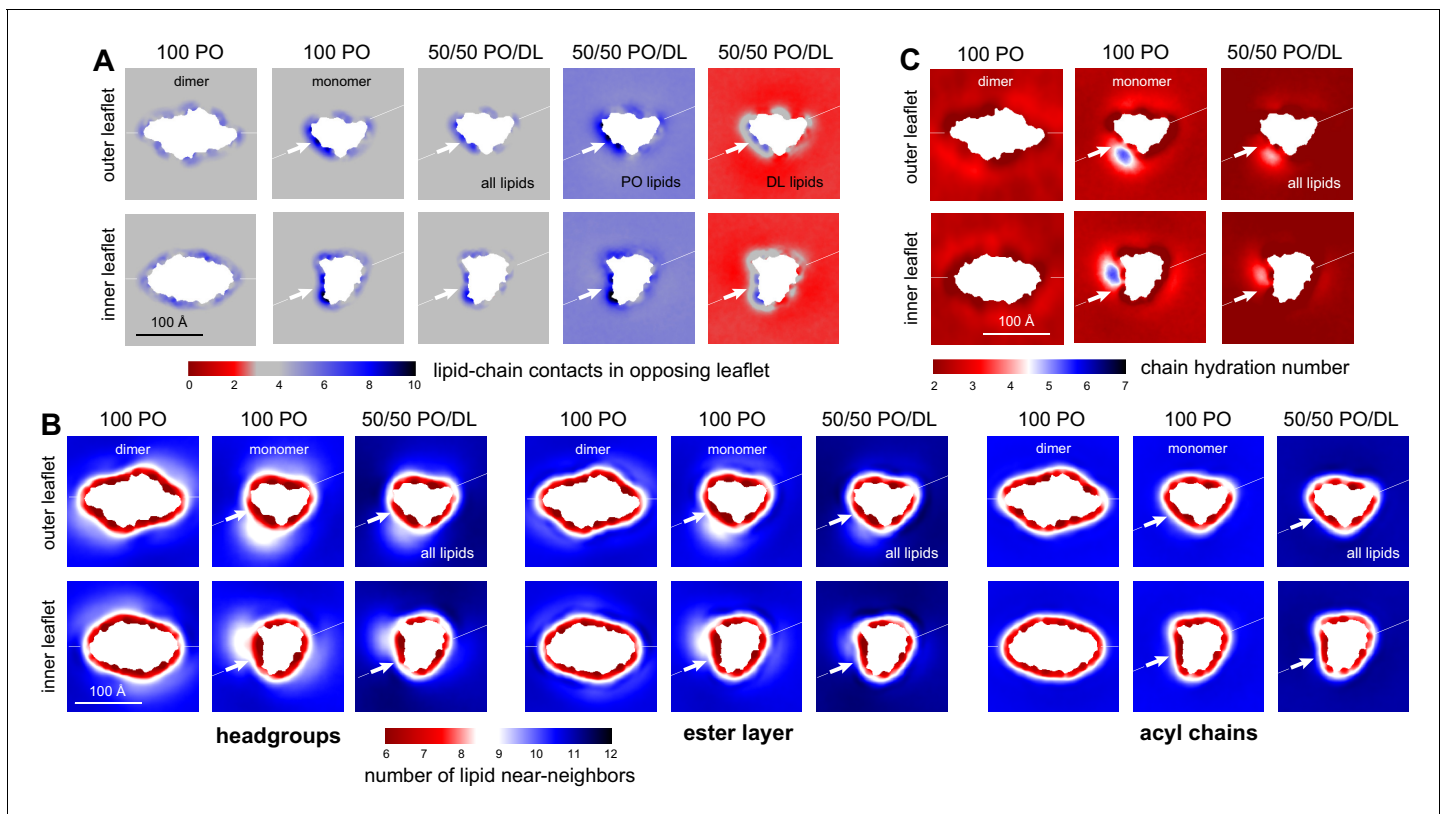 A
100 PO 100 PO 50/50 PO/DL 50/50 PO/DL 50/50 PO/DL
outer leaflet
dimer monomer
all lipids PO lipids DL lipids
inner leaflet
100 Å
0 2 4 6 8 10
lipid-chain contacts in opposing leaflet
C
100 PO 100 PO 50/50 PO/DL
outer leaflet
dimer monomer
all lipids
inner leaflet
100 Å
2 3 4 5 6 7
chain hydration number
B
100 PO 100 PO 50/50 PO/DL 100 PO 100 PO 50/50 PO/DL 100 PO 100 PO 50/50 PO/DL
outer leaflet
dimer monomer dimer monomer dimer monomer
all lipids all lipids all lipids
inner leaflet
100 Å
headgroups ester layer acyl chains
6 7 8 9 10 11 12
number of lipid near-neighbors